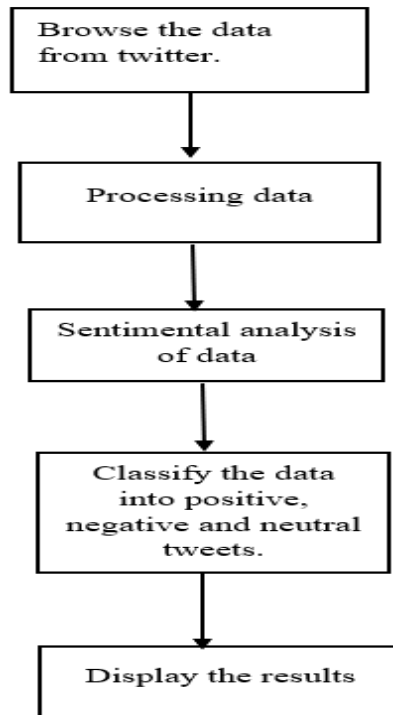 Browse the data
from twitter.
Processing data
Sentimental analysis
of data
Classify the data
into positive,
negative and neutral
tweets.
Display the results